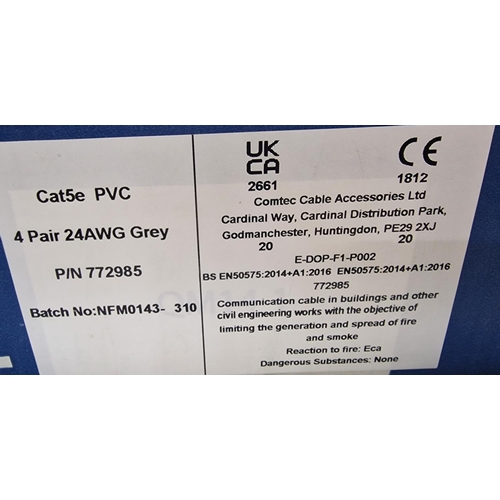 Cat5e PVC
4 Pair 24AWG Grey
P/N 772985
Batch No:NFM0143- 310
UK
CA
2661
CE
1812
Comtec Cable Accessories Ltd
Cardinal Way, Cardinal Distribution Park,
Godmanchester, Huntingdon, PE29 2XJ
20 20
E-DOP-F1-P002
BS EN50575:2014+A1:2016 EN50575:2014+A1:2016
772985
Communication cable in buildings and other
civil engineering works with the objective of
limiting the generation and spread of fire
and smoke
Reaction to fire: Eca
Dangerous Substances: None